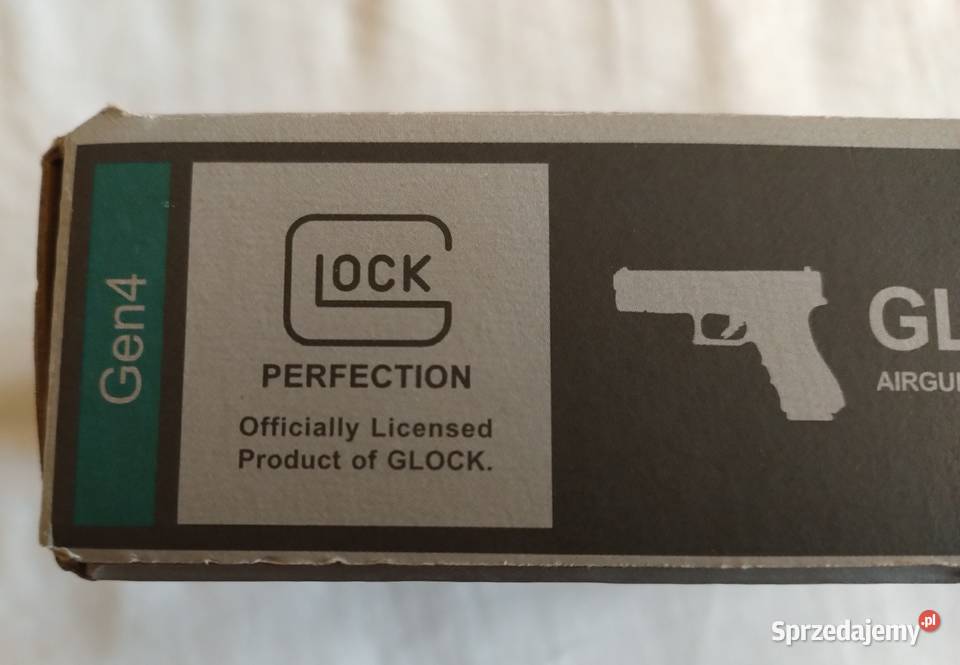 Gen4
GLOCK
PERFECTION
Officially Licensed
Product of GLOCK.
Sprzedajemy.pl